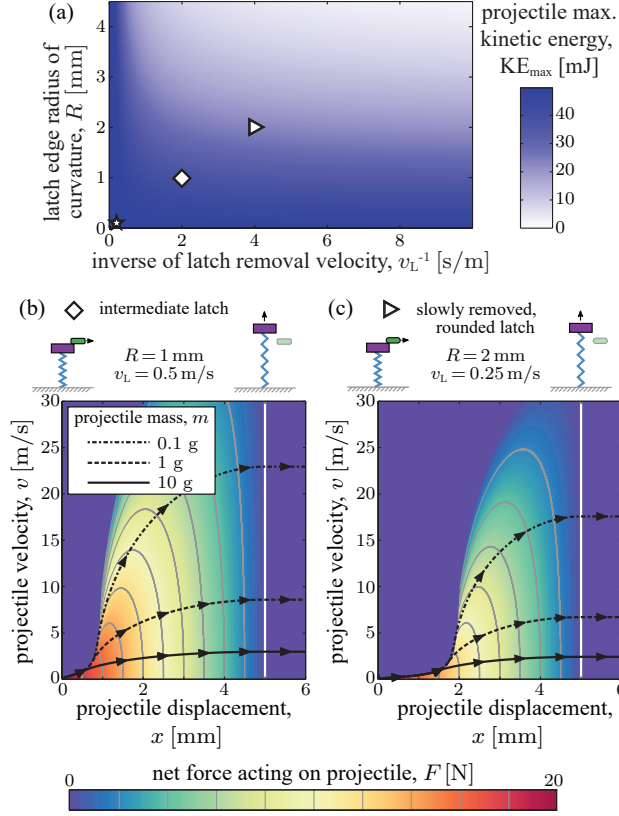 (a)
projectile max.
kinetic energy,
KEmax [mJ]
latch edge radius of
curvature, R [mm]
4
3
2
1
0
0
2
4
6
8
40
30
20
10
0
inverse of latch removal velocity, vL-1 [s/m]
(b)
intermediate latch
R = 1 mm
vL = 0.5 m/s
(c)
slowly removed,
rounded latch
R = 2 mm
vL = 0.25 m/s
projectile velocity, v [m/s]
30
25
20
15
10
5
0
projectile mass, m
0.1 g
1 g
10 g
0
2
4
6
projectile displacement,
x [mm]
projectile velocity, v [m/s]
30
25
20
15
10
5
0
0
2
4
6
projectile displacement,
x [mm]
0
net force acting on projectile, F [N]
20